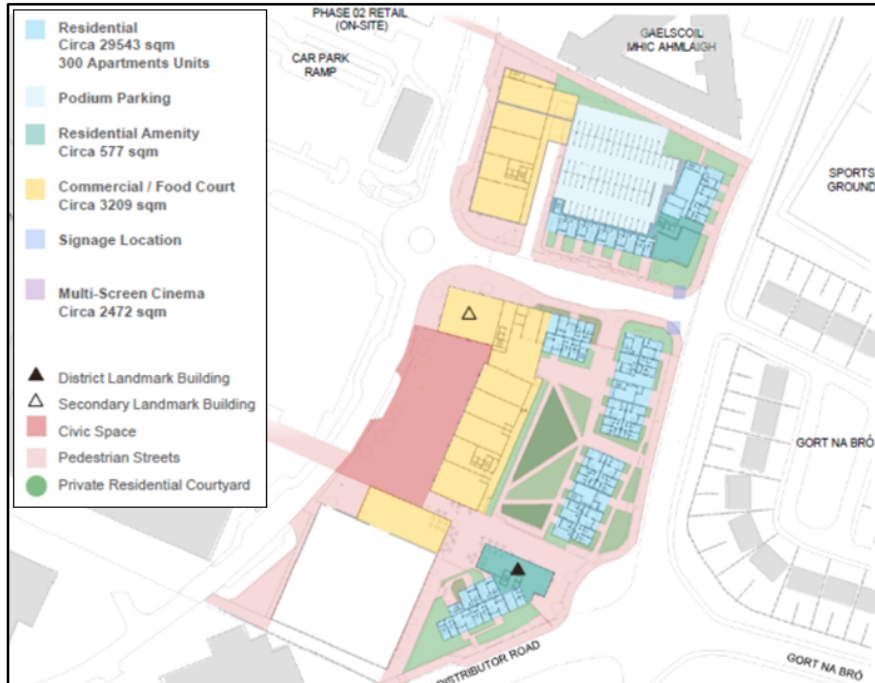 PHASE 02 RETAIL
(ON-SITE)
CAR PARK
RAMP
GAELSCOIL
MHIC AHMLAIGH
SPORTS
GROUND
GORT NA BRÓ
GORT NA BRÓ
DISTRIBUTOR ROAD
Residential
Circa 29543 sqm
300 Apartments Units
Podium Parking
Residential Amenity
Circa 577 sqm
Commercial / Food Court
Circa 3209 sqm
Signage Location
Multi-Screen Cinema
Circa 2472 sqm
District Landmark Building
Secondary Landmark Building
Civic Space
Pedestrian Streets
Private Residential Courtyard